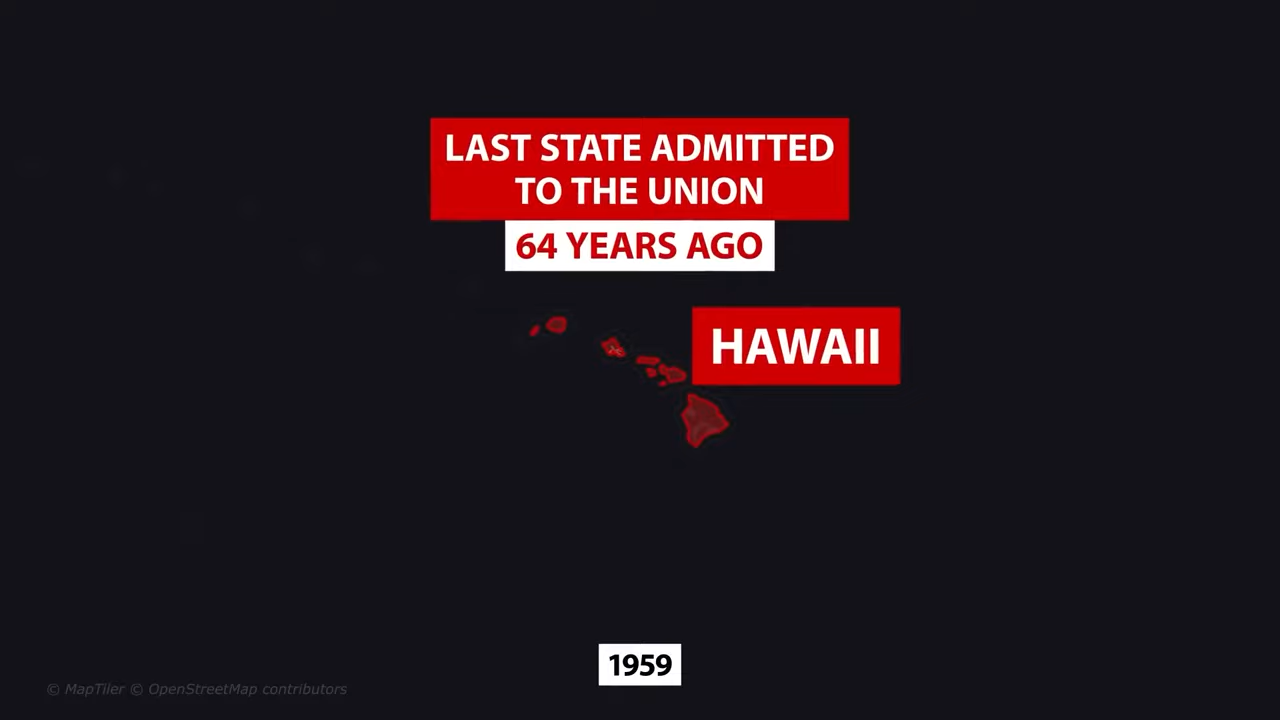 LAST STATE ADMITTED
TO THE UNION
64 YEARS AGO
HAWAII
1959
© MapTiler © OpenStreetMap contributors